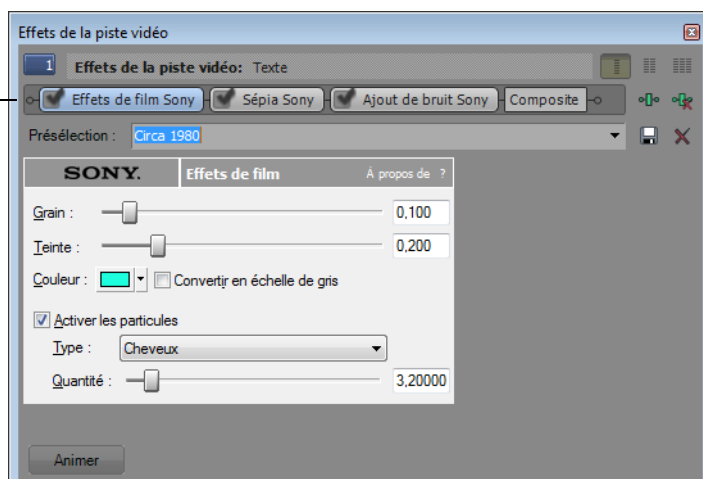 Effets de la piste vidéo
1 Effets de la piste vidéo: Texte
Effets de film Sony Sépia Sony Ajout de bruit Sony Composite
Présélection : Circa 1980
SONY. Effets de film Á propos de ?
Grain : 0,100
Teinte : 0,200
Couleur : Convertir en échelle de gris
Activer les particules
Type : Cheveux
Quantité : 3,20000
Animer